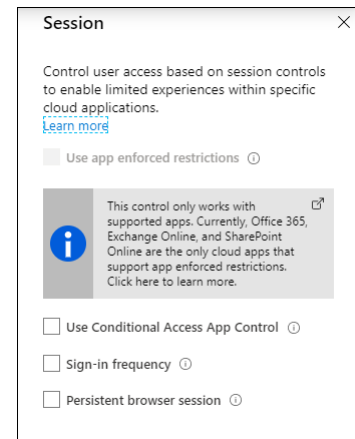 Session
Control user access based on session controls
to enable limited experiences within specific
cloud applications.
Learn more
Use app enforced restrictions
This control only works with
supported apps. Currently, Office 365,
Exchange Online, and SharePoint
Online are the only cloud apps that
support app enforced restrictions.
Click here to learn more.
Use Conditional Access App Control
Sign-in frequency
Persistent browser session